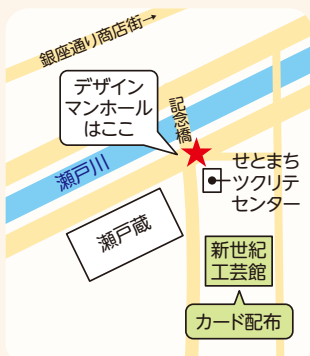 銀座通り商店街→
デザイン
マンホール
はここ
記念橋
瀬戸川
せとまち
ツクリテ
センター
瀬戸蔵
新世紀
工芸館
カード配布